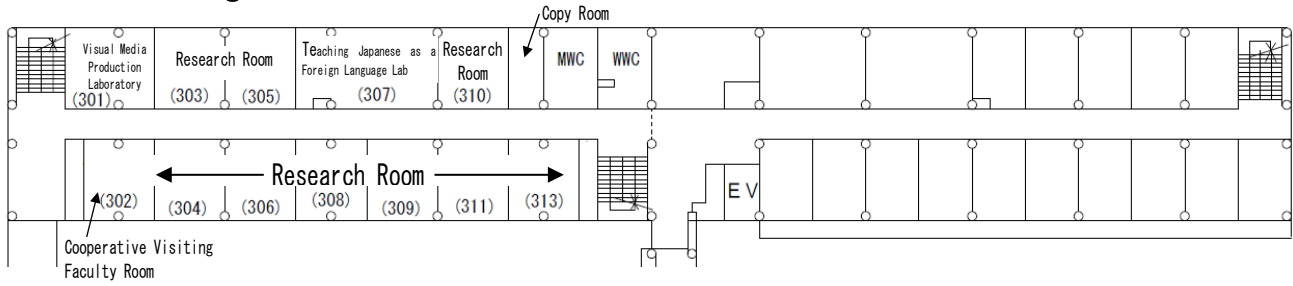 Copy Room
Visual Media
Production
Laboratory
(301)
Research Room
(303)
(305)
Teaching Japanese as a
Foreign Language Lab
(307)
Research
Room
(310)
MWC
WWC
Research Room
(302)
(304)
(306)
(308)
(309)
(311)
(313)
EV
Cooperative Visiting
Faculty Room